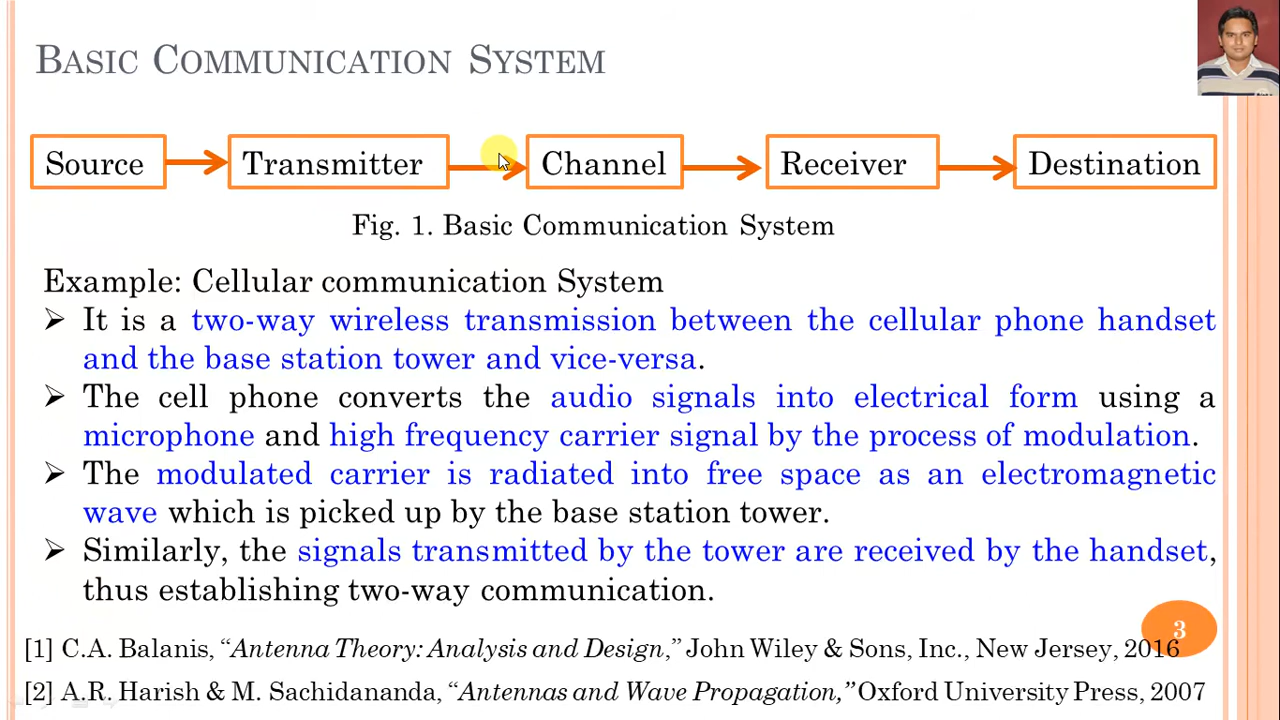 BASIC COMMUNICATION SYSTEM
Source Transmitter Channel Receiver Destination
Fig. 1. Basic Communication System
Example: Cellular communication System
➢ It is a two-way wireless transmission between the cellular phone handset
and the base station tower and vice-versa.
➢ The cell phone converts the audio signals into electrical form using a
microphone and high frequency carrier signal by the process of modulation.
➢ The modulated carrier is radiated into free space as an electromagnetic
wave which is picked up by the base station tower.
➢ Similarly, the signals transmitted by the tower are received by the handset,
thus establishing two-way communication.
3
[1] C.A. Balanis, “Antenna Theory: Analysis and Design,” John Wiley & Sons, Inc., New Jersey, 2016
[2] A.R. Harish & M. Sachidananda, “Antennas and Wave Propagation,” Oxford University Press, 2007